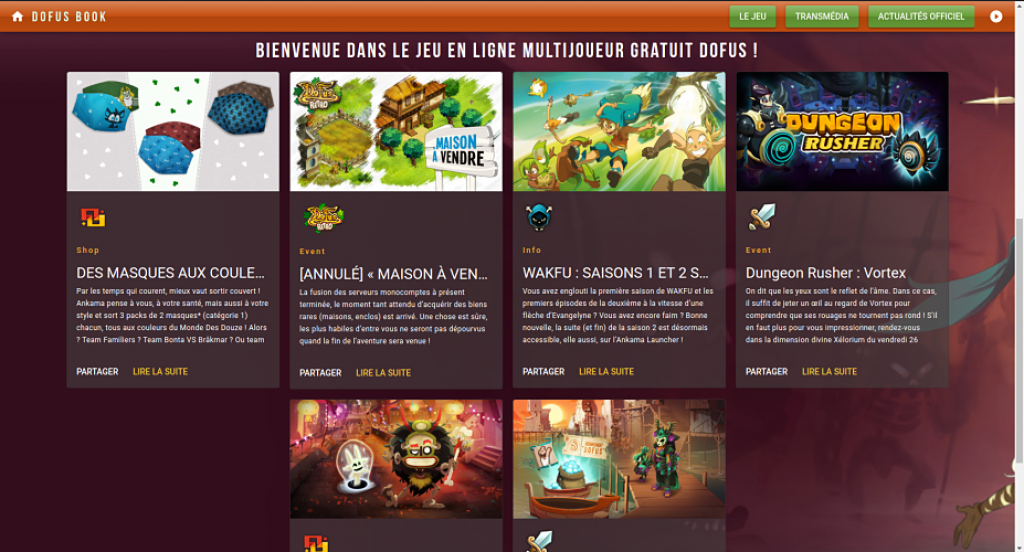 DOFUS BOOK
LE JEU
TRANSMÉDIA
ACTUALITÉS OFFICIEL
BIENVENUE DANS LE JEU EN LIGNE MULTIJOUEUR GRATUIT DOFUS !
Shop
DES MASQUES AUX COULE...
Par les temps qui courent, mieux vaut sortir couvert !
Ankama pense à vous, à votre santé, mais aussi à votre
style et sort 3 packs de 2 masques* (catégorie 1)
chacun, tous aux couleurs du Monde Des Douze ! Alors
? Team Familiers ? Team Bonta VS Brâkmar ? Ou team
PARTAGER
LIRE LA SUITE
DOFUS
RETRO
MAISON
À VENDRE
DOFUS
RETRO
Event
[ANNULÉ] « MAISON À VEN...
La fusion des serveurs monocomptes à présent
terminée, le moment tant attendu d'acquérir des biens
rares (maisons, enclos) est arrivé. Une chose est sûre,
les plus habiles d'entre vous ne seront pas dépourvus
quand la fin de l'aventure sera venue !
PARTAGER
LIRE LA SUITE
Info
WAKFU : SAISONS 1 ET 2 S...
Vous avez englouti la première saison de WAKFU et les
premiers épisodes de la deuxième à la vitesse d'une
flèche d'Evangelyne ? Vous avez encore faim ? Bonne
nouvelle, la suite (et fin) de la saison 2 est désormais
accessible, elle aussi, sur l'Ankama Launcher !
PARTAGER
LIRE LA SUITE
DUNGEON
RUSHER
Event
Dungeon Rusher : Vortex
On dit que les yeux sont le reflet de l'âme. Dans ce cas,
il suffit de jeter un œil au regard de Vortex pour
comprendre que ses rouages ne tournent pas rond ! S'il
en faut plus pour vous impressionner, rendez-vous
dans la dimension divine Xélorium du vendredi 26
PARTAGER
LIRE LA SUITE
DOFUS